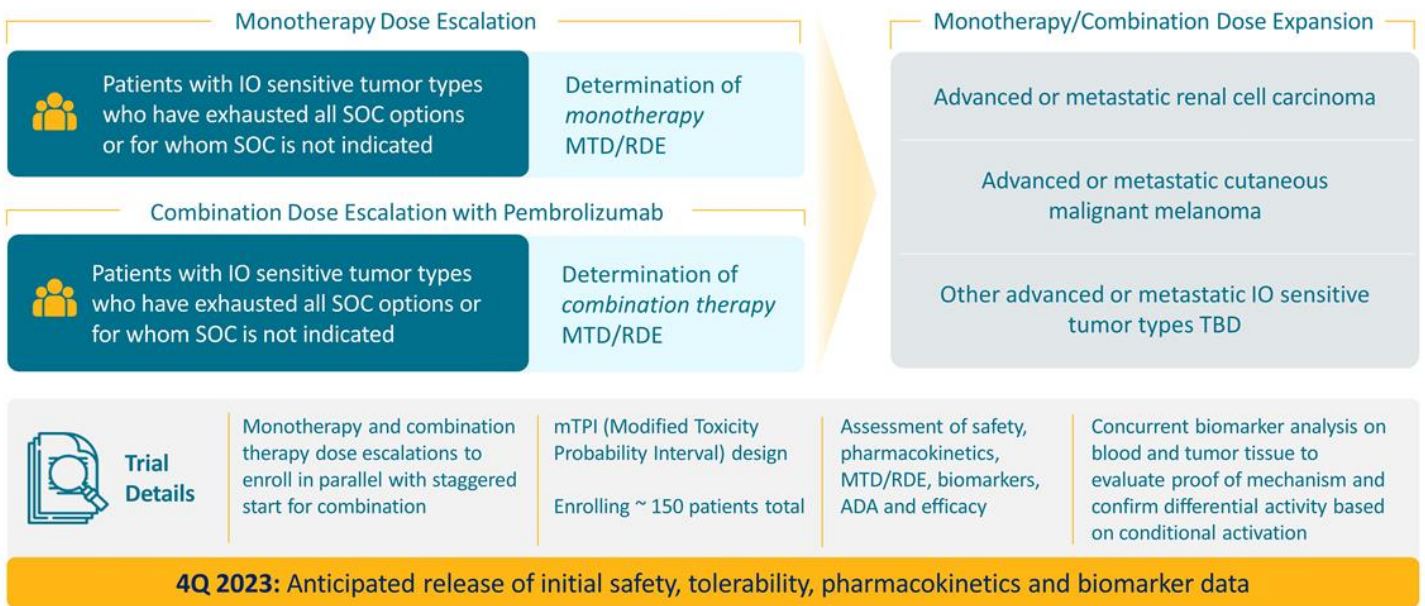 Monotherapy Dose Escalation
Patients with IO sensitive tumor types
who have exhausted all SOC options
or for whom SOC is not indicated
Determination of
monotherapy
MTD/RDE
Combination Dose Escalation with Pembrolizumab
Patients with IO sensitive tumor types
who have exhausted all SOC options or
for whom SOC is not indicated
Determination of
combination therapy
MTD/RDE
Monotherapy/Combination Dose Expansion
Advanced or metastatic renal cell carcinoma
Advanced or metastatic cutaneous
malignant melanoma
Other advanced or metastatic IO sensitive
tumor types TBD
Trial
Details
Monotherapy and combination
therapy dose escalations to
enroll in parallel with staggered
start for combination
mTPI (Modified Toxicity
Probability Interval) design
Enrolling ~ 150 patients total
Assessment of safety,
pharmacokinetics,
MTD/RDE, biomarkers,
ADA and efficacy
Concurrent biomarker analysis on
blood and tumor tissue to
evaluate proof of mechanism and
confirm differential activity based
on conditional activation
4Q 2023: Anticipated release of initial safety, tolerability, pharmacokinetics and biomarker data